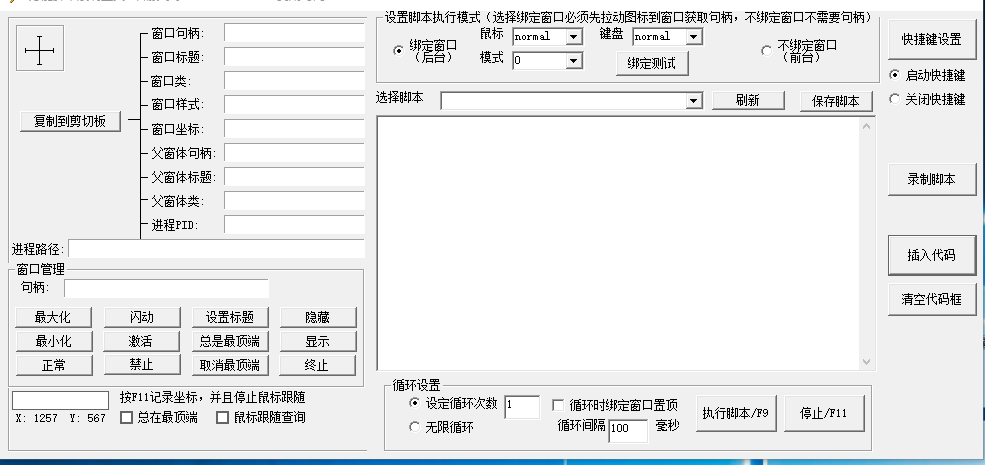 窗口句柄:
窗口标题:
窗口类:
窗口样式:
复制到剪切板
窗口坐标:
父窗体句柄:
父窗体标题:
父窗体类:
进程PID:
进程路径:
窗口管理
句柄:
最大化 闪动 设置标题 隐藏
最小化 激活 总是最顶端 显示
正常 禁止 取消最顶端 终止
按F11记录坐标，并且停止鼠标跟随
X: 1257 Y: 567 总在最顶端 鼠标跟随查询
设置脚本执行模式（选择绑定窗口必须先拉动图标到窗口获取句柄，不绑定窗口不需要句柄）
绑定窗口
（后台）
鼠标 normal 键盘 normal
模式 0 绑定测试
不绑定窗口
（前台）
选择脚本 刷新 保存脚本
循环设置
设定循环次数 1 循环时绑定窗口置顶
无限循环 循环间隔 100 毫秒
执行脚本/F9 停止/F11
快捷键设置
启动快捷键
关闭快捷键
录制脚本
插入代码
清空代码框